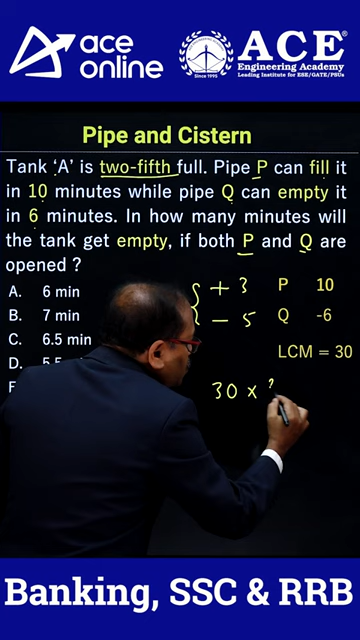 ace
online
Since 1995
ACE
Engineering Academy
Leading Institute for ESE/GATE/PSUs
Pipe and Cistern
Tank ‘A’ is two-fifth full. Pipe P can fill it
in 10 minutes while pipe Q can empty it
in 6 minutes. In how many minutes will
the tank get empty, if both P and Q are
opened ?
A. 6 min
B. 7 min
C. 6.5 min
D.
+ 3 P 10
- 5 Q -6
LCM = 30
30 ×
Banking, SSC & RRB